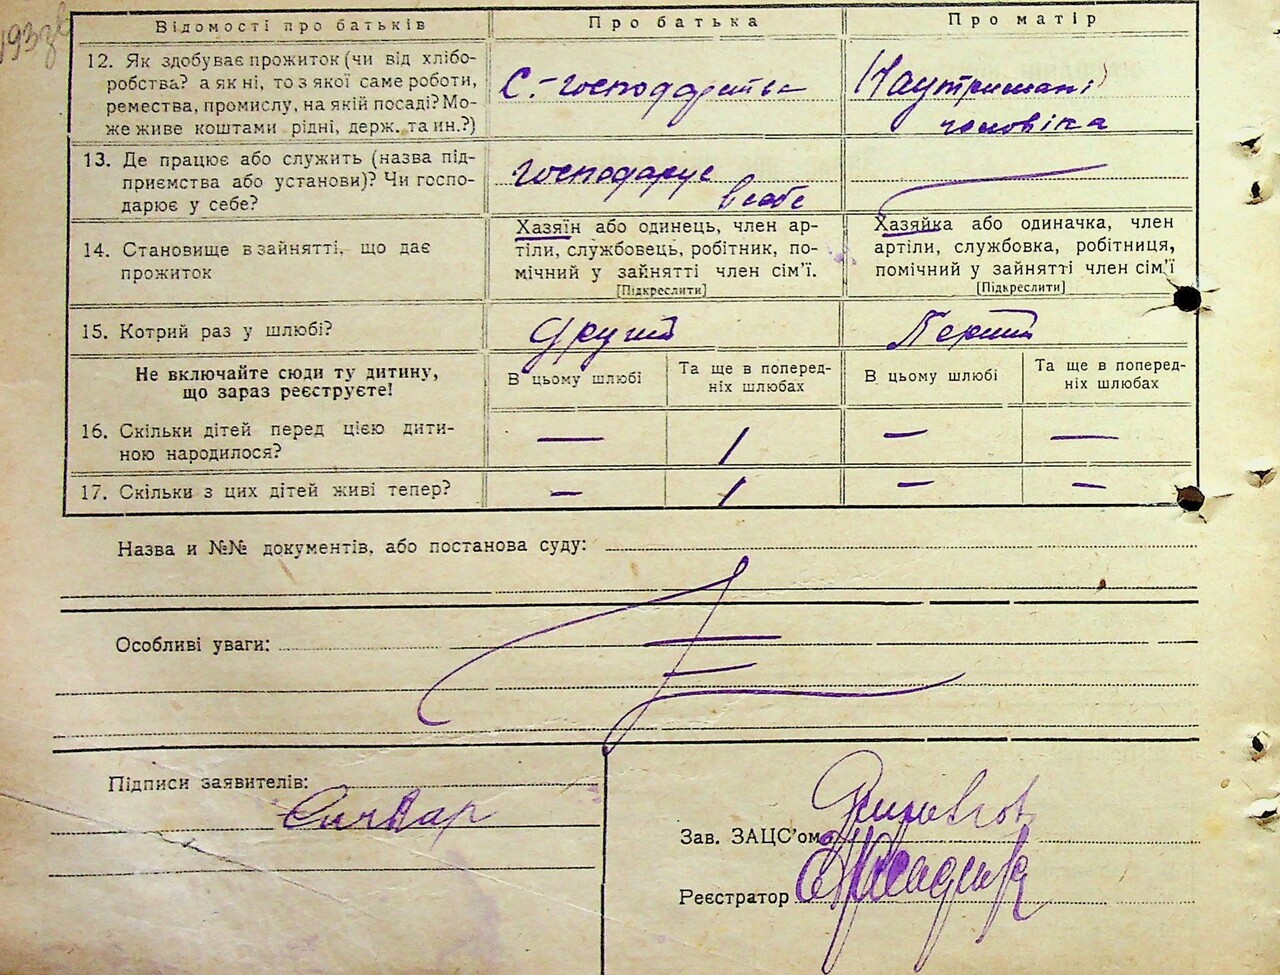 Відомості про батьків
Про батька
Про матір
12. Як здобуває прожиток (чи від хлібо-
робства? а як ні, то з якої саме роботи,
ремества, промислу, на якій посаді? Мо-
же живе коштами рідні, держ. та ин.?)
С.-господарства
На утриманні
чоловіка
13. Де працює або служить (назва під-
приємства або установи)? Чи госпо-
дарює у себе?
господарує
в себе
14. Становище в зайнятті, що дає
прожиток
Хазяїн або одинець, член ар-
тіли, службовець, робітник, по-
мічний у зайнятті член сім'ї.
[Підкреслити]
Хазяйка або одиначка, член
артіли, службовка, робітниця,
помічний у зайнятті член сім'ї
[Підкреслити]
15. Котрий раз у шлюбі?
Другий
Перший
Не включайте сюди ту дитину,
що зараз реєструєте!
В цьому шлюбі
Та ще в поперед-
ніх шлюбах
В цьому шлюбі
Та ще в поперед-
ніх шлюбах
16. Скільки дітей перед цією дити-
ною народилося?
— 1 — —
17. Скільки з цих дітей живі тепер?
— 1 — —
Назва и №№ документів, або постанова суду:
Особливі уваги:
Підписи заявителів:
Зав. ЗАЦС'ом
Реєстратор